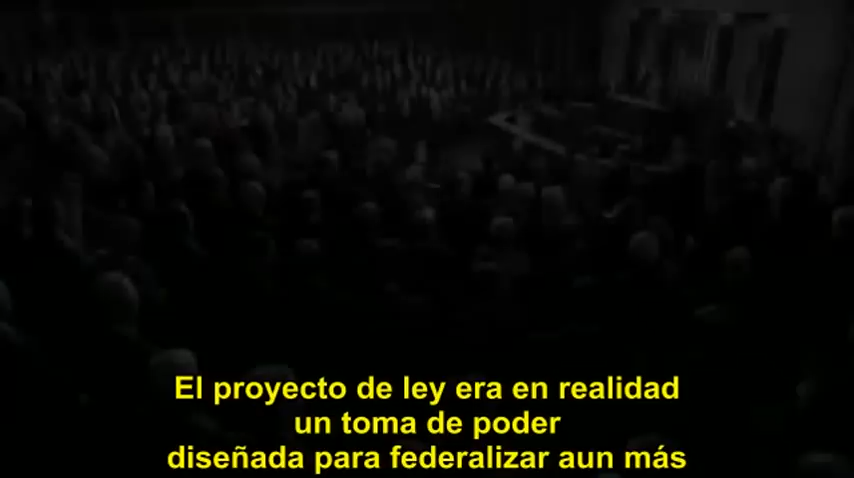 El proyecto de ley era en realidad
un toma de poder
diseñada para federalizar aun más